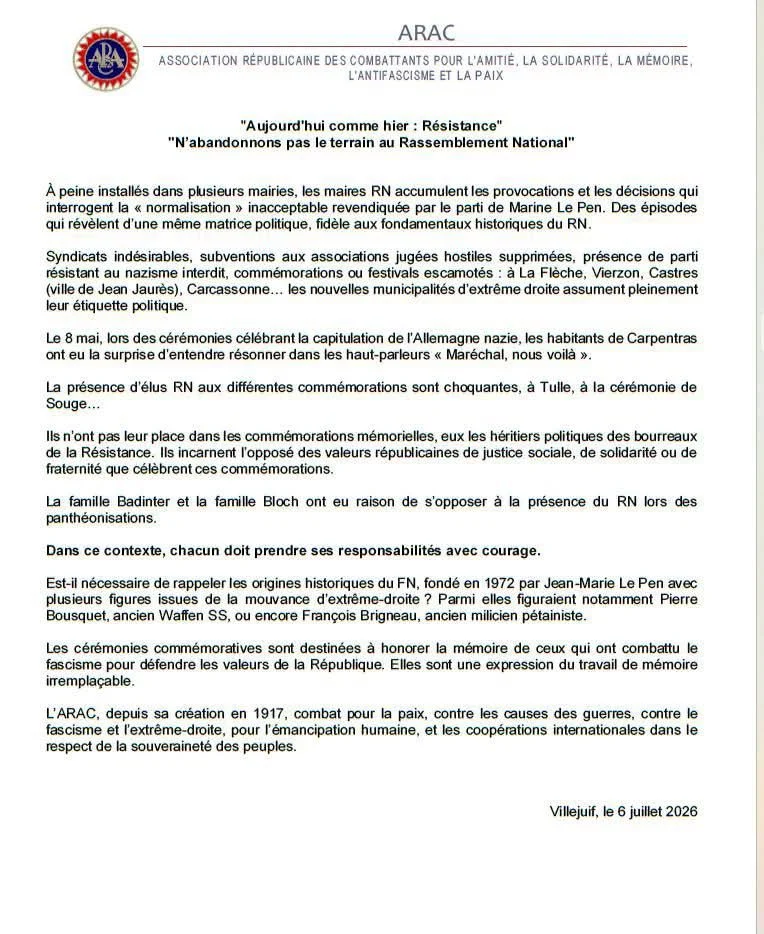 ARAC
ASSOCIATION RÉPUBLICAINE DES COMBATTANTS POUR L'AMITIÉ, LA SOLIDARITÉ, LA MÉMOIRE,
L'ANTIFASCISME ET LA PAIX
"Aujourd'hui comme hier : Résistance"
"N’abandonnons pas le terrain au Rassemblement National"
À peine installés dans plusieurs mairies, les maires RN accumulent les provocations et les décisions qui
interrogent la « normalisation » inacceptable revendiquée par le parti de Marine Le Pen. Des épisodes
qui révèlent d’une même matrice politique, fidèle aux fondamentaux historiques du RN.
Syndicats indésirables, subventions aux associations jugées hostiles supprimées, présence de parti
résistant au nazisme interdit, commémorations ou festivals escamotés : à La Flèche, Vierzon, Castres
(ville de Jean Jaurès), Carcassonne… les nouvelles municipalités d’extrême droite assument pleinement
leur étiquette politique.
Le 8 mai, lors des cérémonies célébrant la capitulation de l’Allemagne nazie, les habitants de Carpentras
ont eu la surprise d’entendre résonner dans les haut-parleurs « Maréchal, nous voilà ».
La présence d’élus RN aux différentes commémorations sont choquantes, à Tulle, à la cérémonie de
Souge…
Ils n’ont pas leur place dans les commémorations mémorielles, eux les héritiers politiques des bourreaux
de la Résistance. Ils incarnent l’opposé des valeurs républicaines de justice sociale, de solidarité ou de
fraternité que célèbrent ces commémorations.
La famille Badinter et la famille Bloch ont eu raison de s’opposer à la présence du RN lors des
panthéonisations.
Dans ce contexte, chacun doit prendre ses responsabilités avec courage.
Est-il nécessaire de rappeler les origines historiques du FN, fondé en 1972 par Jean-Marie Le Pen avec
plusieurs figures issues de la mouvance d’extrême-droite ? Parmi elles figuraient notamment Pierre
Bousquet, ancien Waffen SS, ou encore François Brigneau, ancien milicien pétainiste.
Les cérémonies commémoratives sont destinées à honorer la mémoire de ceux qui ont combattu le
fascisme pour défendre les valeurs de la République. Elles sont une expression du travail de mémoire
irremplaçable.
L’ARAC, depuis sa création en 1917, combat pour la paix, contre les causes des guerres, contre le
fascisme et l’extrême-droite, pour l’émancipation humaine, et les coopérations internationales dans le
respect de la souveraineté des peuples.
Villejuif, le 6 juillet 2026